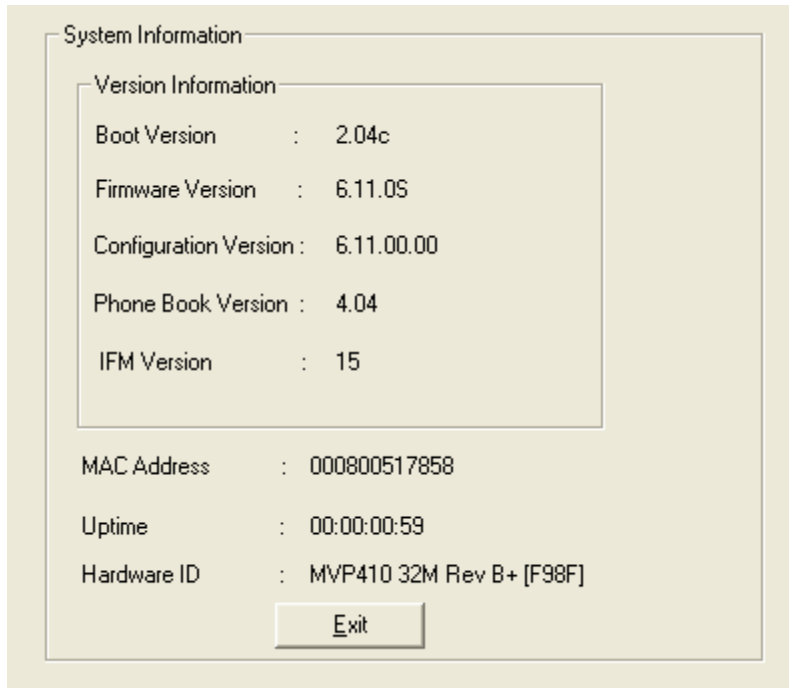 System Information
Version Information
Boot Version : 2.04c
Firmware Version : 6.11.0S
Configuration Version : 6.11.00.00
Phone Book Version : 4.04
IFM Version : 15
MAC Address : 000800517858
Uptime : 00:00:00:59
Hardware ID : MVP410 32M Rev B+ [F98F]
Exit